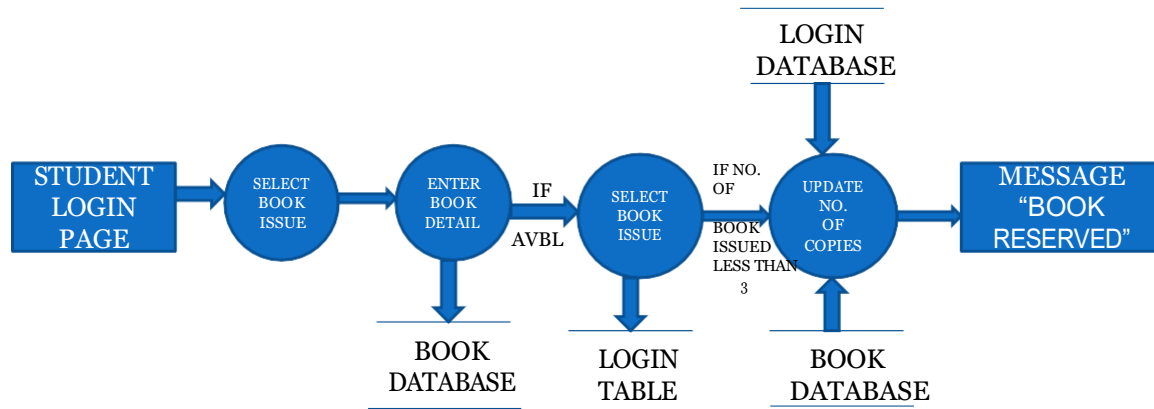 LOGIN
DATABASE
STUDENT
LOGIN
PAGE
SELECT
BOOK
ISSUE
ENTER
BOOK
DETAIL
IF
AVBL
SELECT
BOOK
ISSUE
IF NO.
OF
BOOK
ISSUED
LESS THAN
3
UPDATE
NO.
OF
COPIES
MESSAGE
“BOOK
RESERVED”
BOOK
DATABASE
LOGIN
TABLE
BOOK
DATABASE